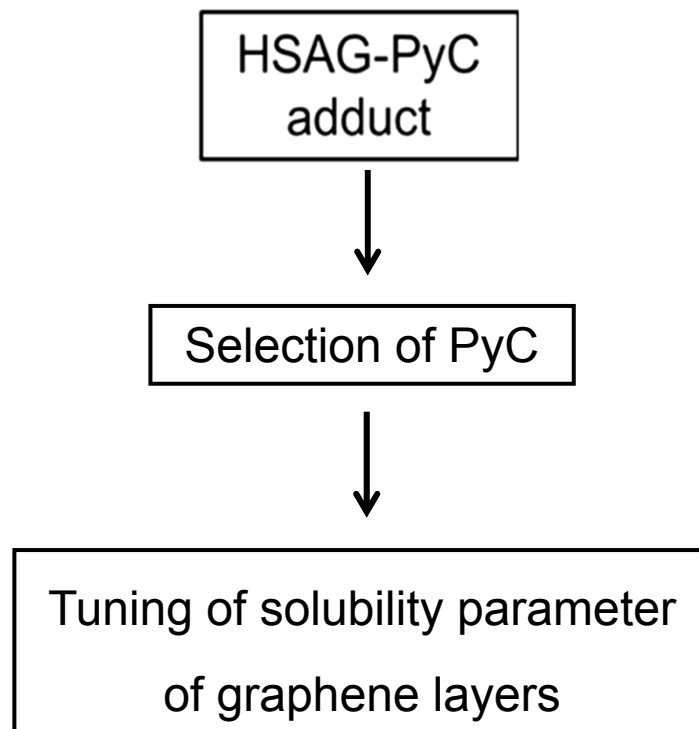 HSAG-PyC
adduct
Selection of PyC
Tuning of solubility parameter
of graphene layers